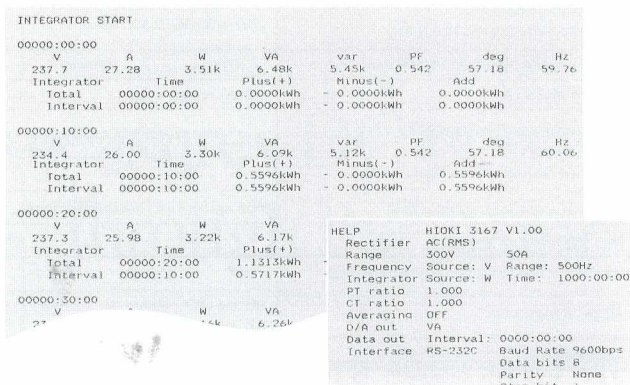 INTEGRATOR START
00000:00:00
V A W VA var PF deg Hz
237.7 27.28 3.51k 6.48k 5.45k 0.542 57.18 59.76
Integrator Time Plus(+) Minus(-) Add
Total 00000:00:00 0.0000kWh - 0.0000kWh 0.0000kWh
Interval 00000:00:00 0.0000kWh - 0.0000kWh 0.0000kWh
00000:10:00
V A W VA var PF deg Hz
234.4 26.00 3.30k 6.09k 5.12k 0.542 57.18 60.06
Integrator Time Plus(+) Minus(-) Add
Total 00000:10:00 0.5596kWh - 0.0000kWh 0.5596kWh
Interval 00000:10:00 0.5596kWh - 0.0000kWh 0.5596kWh
00000:20:00
V A W VA
237.3 25.98 3.22k 6.17k
Integrator Time Plus(+)
Total 00000:20:00 1.1313kWh -
Interval 00000:10:00 0.5717kWh -
00000:30:00
V A W VA
6.26k
HELP HIOKI 3167 V1.00
Rectifier AC(RMS)
Range 300V 50A
Frequency Source: V Range: 500Hz
Integrator Source: W Time: 1000:00:00
PT ratio 1.000
CT ratio 1.000
Averaging OFF
D/A out VA
Data out Interval: 0000:00:00
Interface RS-232C Baud Rate 9600bps
Data bits 8
Parity None